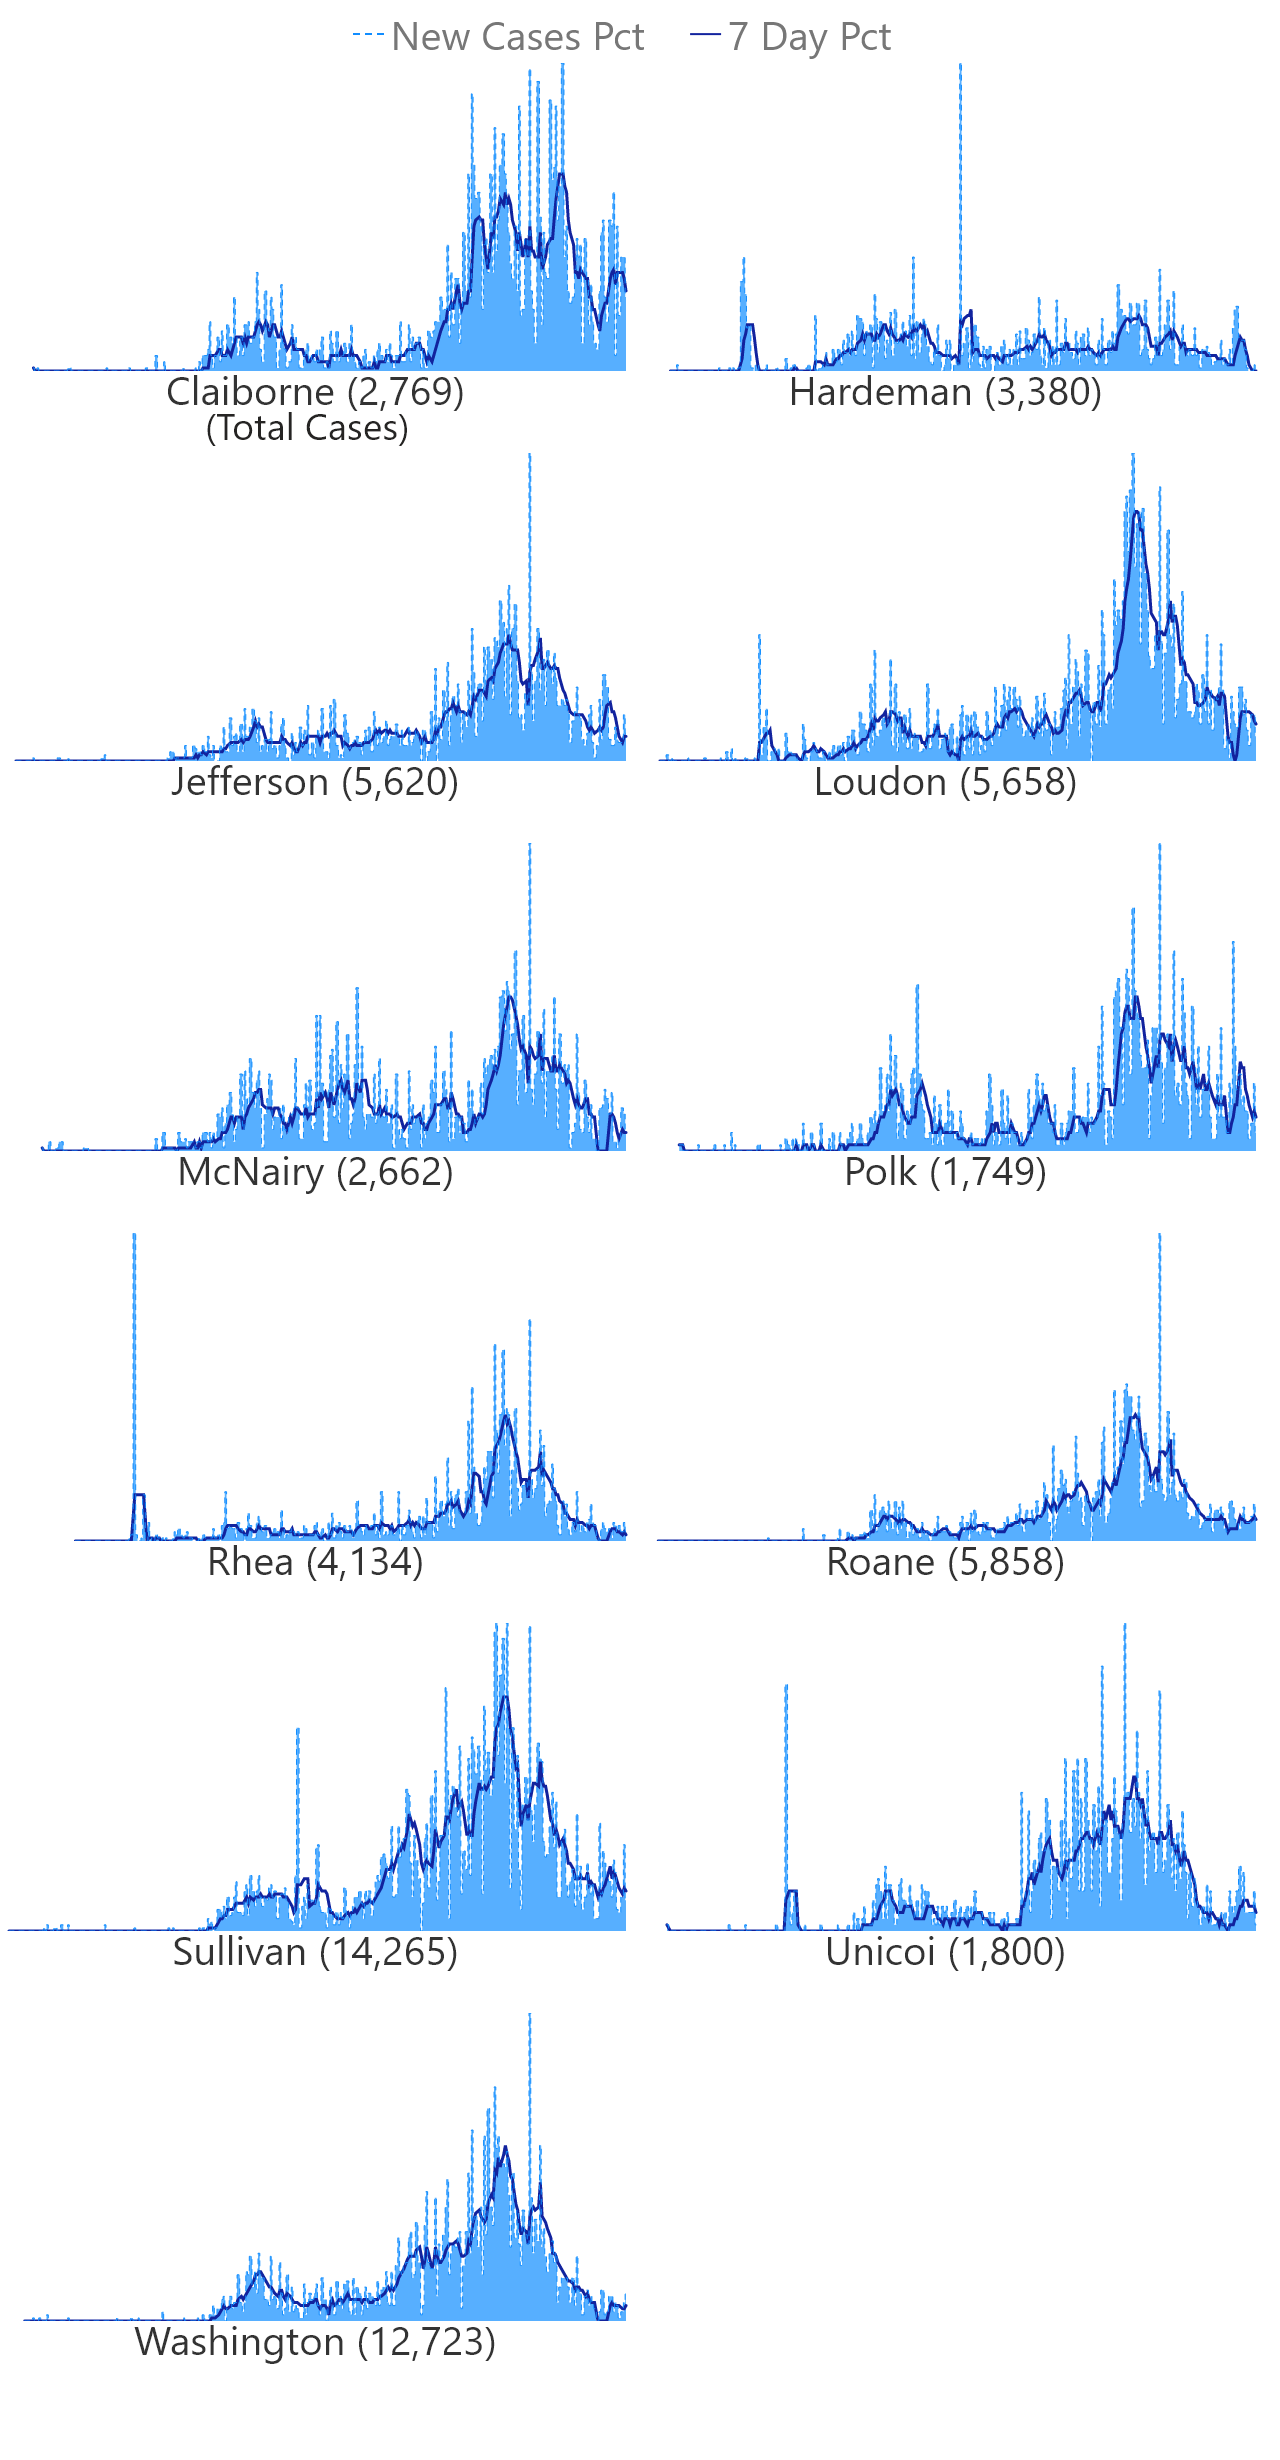 New Cases Pct 7 Day Pct
Claiborne (2,769) Hardeman (3,380)
(Total Cases)
Jefferson (5,620) Loudon (5,658)
McNairy (2,662) Polk (1,749)
Rhea (4,134) Roane (5,858)
Sullivan (14,265) Unicoi (1,800)
Washington (12,723)